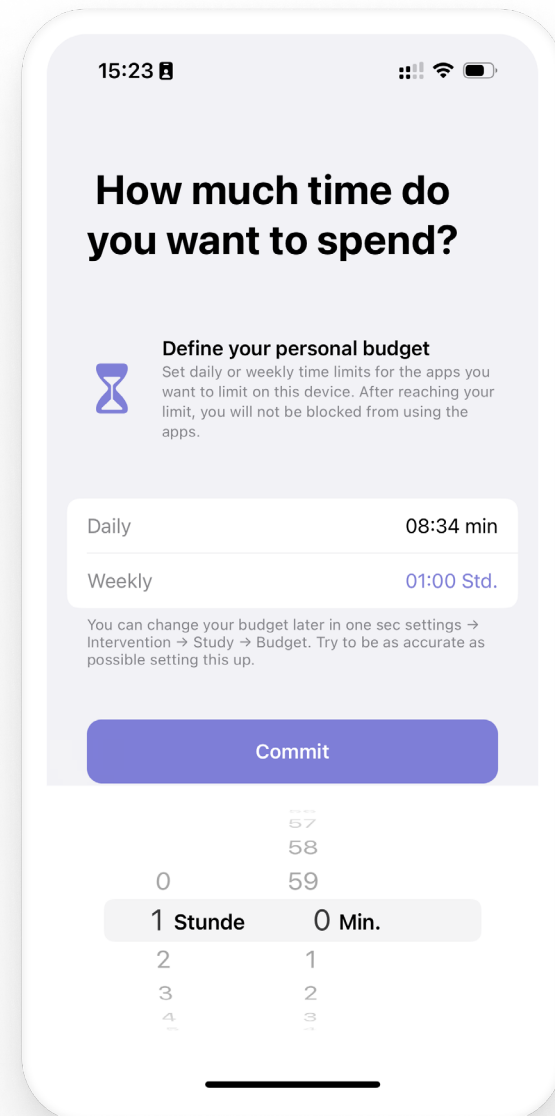 15:23
How much time do
you want to spend?
Define your personal budget
Set daily or weekly time limits for the apps you
want to limit on this device. After reaching your
limit, you will not be blocked from using the
apps.
Daily 08:34 min
Weekly 01:00 Std.
You can change your budget later in one sec settings →
Intervention → Study → Budget. Try to be as accurate as
possible setting this up.
Commit
57
58
0 59
1 Stunde 0 Min.
2 1
3 2
4 3